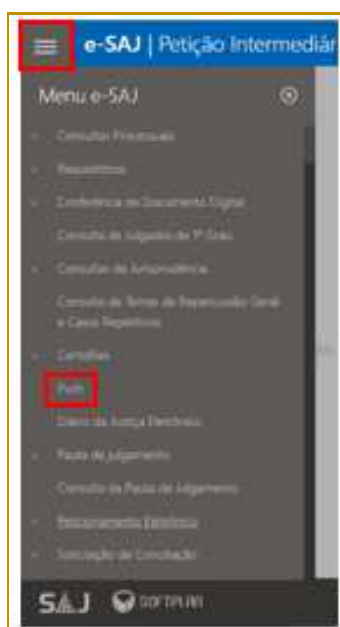 e-SAJ | Petição Intermediár
Menu e-SAJ
Consultas Processuais
Requisitórios
Conferência de Documento Digital
Consulta de Julgados de 1º Grau
Consultas de Jurisprudência
Consulta de Temas de Repercussão Geral
e Casos Repetitivos
Certidões
Push
Diário da Justiça Eletrônico
Pauta de Julgamento
Consulta da Pauta de Julgamento
Peticionamento Eletrônico
Solicitação de Conciliação
SAJ SOFTPLAN